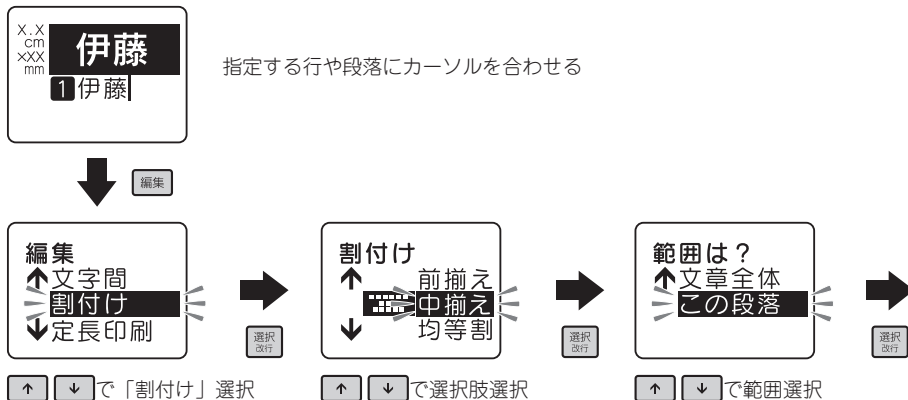 X.X
cm
×XX
mm
伊藤
1伊藤
指定する行や段落にカーソルを合わせる
編集
編集
↑文字間
割付け
↓定長印刷
選択
改行
↑ ↓で「割付け」選択
割付け
↑ 前揃え
中揃え
↓ 均等割
選択
改行
↑ ↓で選択肢選択
範囲は?
↑文章全体
この段落
選択
改行
↑ ↓で範囲選択